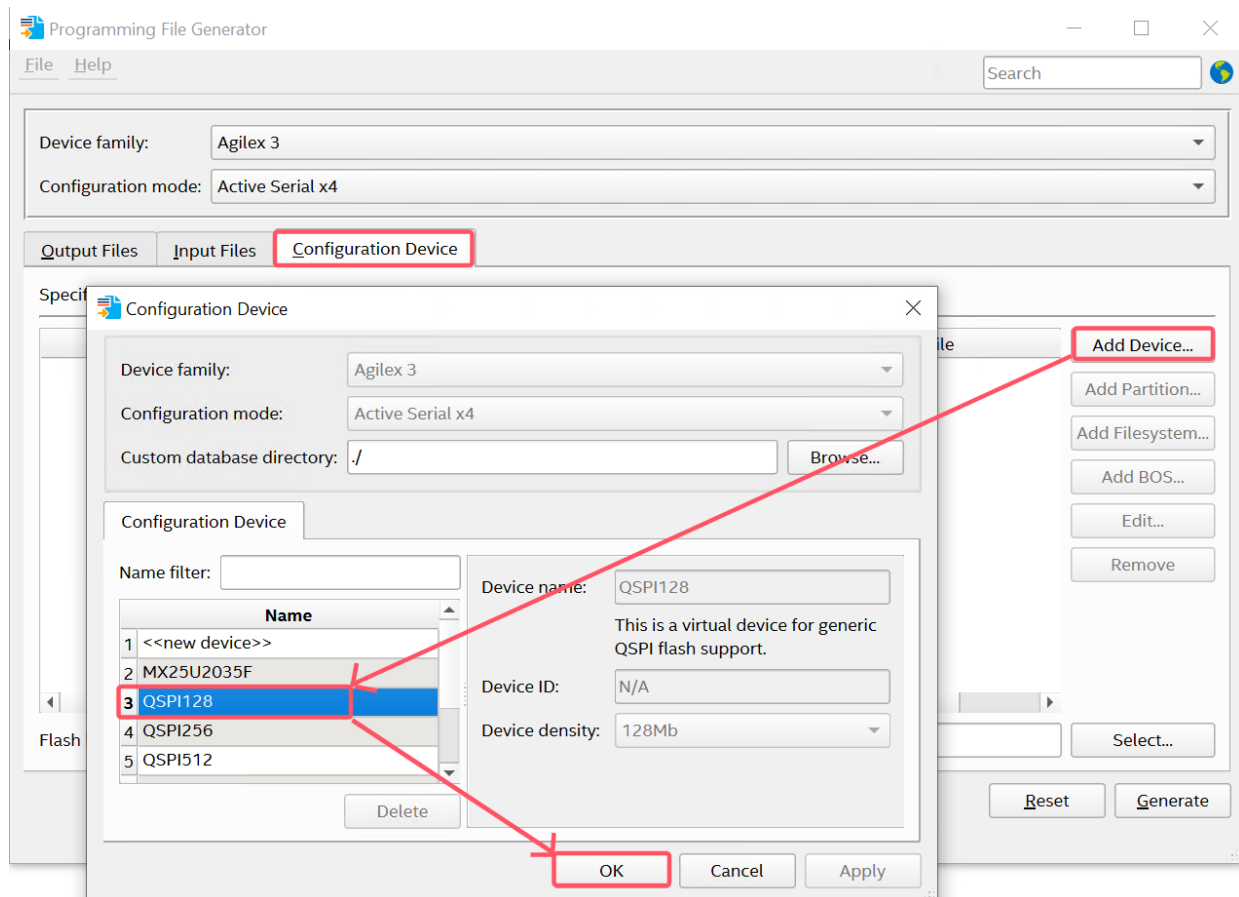 Programming File Generator
File Help
Search
Device family: Agilex 3
Configuration mode: Active Serial x4
Output Files Input Files Configuration Device
Specif
ile
Add Device...
Add Partition...
Add Filesystem...
Add BOS...
Edit...
Remove
Configuration Device
Device family: Agilex 3
Configuration mode: Active Serial x4
Custom database directory: ./ Browse...
Configuration Device
Name filter:
Name
1 <<new device>>
2 MX25U2035F
3 QSPI128
4 QSPI256
5 QSPI512
Delete
Device name: QSPI128
This is a virtual device for generic
QSPI flash support.
Device ID: N/A
Device density: 128Mb
OK Cancel Apply
Flash
Select...
Reset Generate